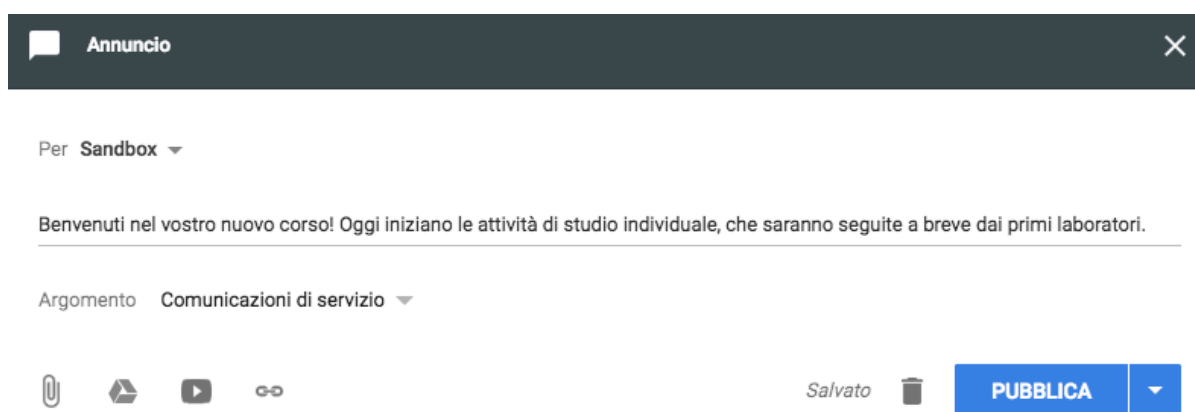 Annuncio
Per Sandbox
Benvenuti nel vostro nuovo corso! Oggi iniziano le attività di studio individuale, che saranno seguite a breve dai primi laboratori.
Argomento Comunicazioni di servizio
Salvato PUBBLICA